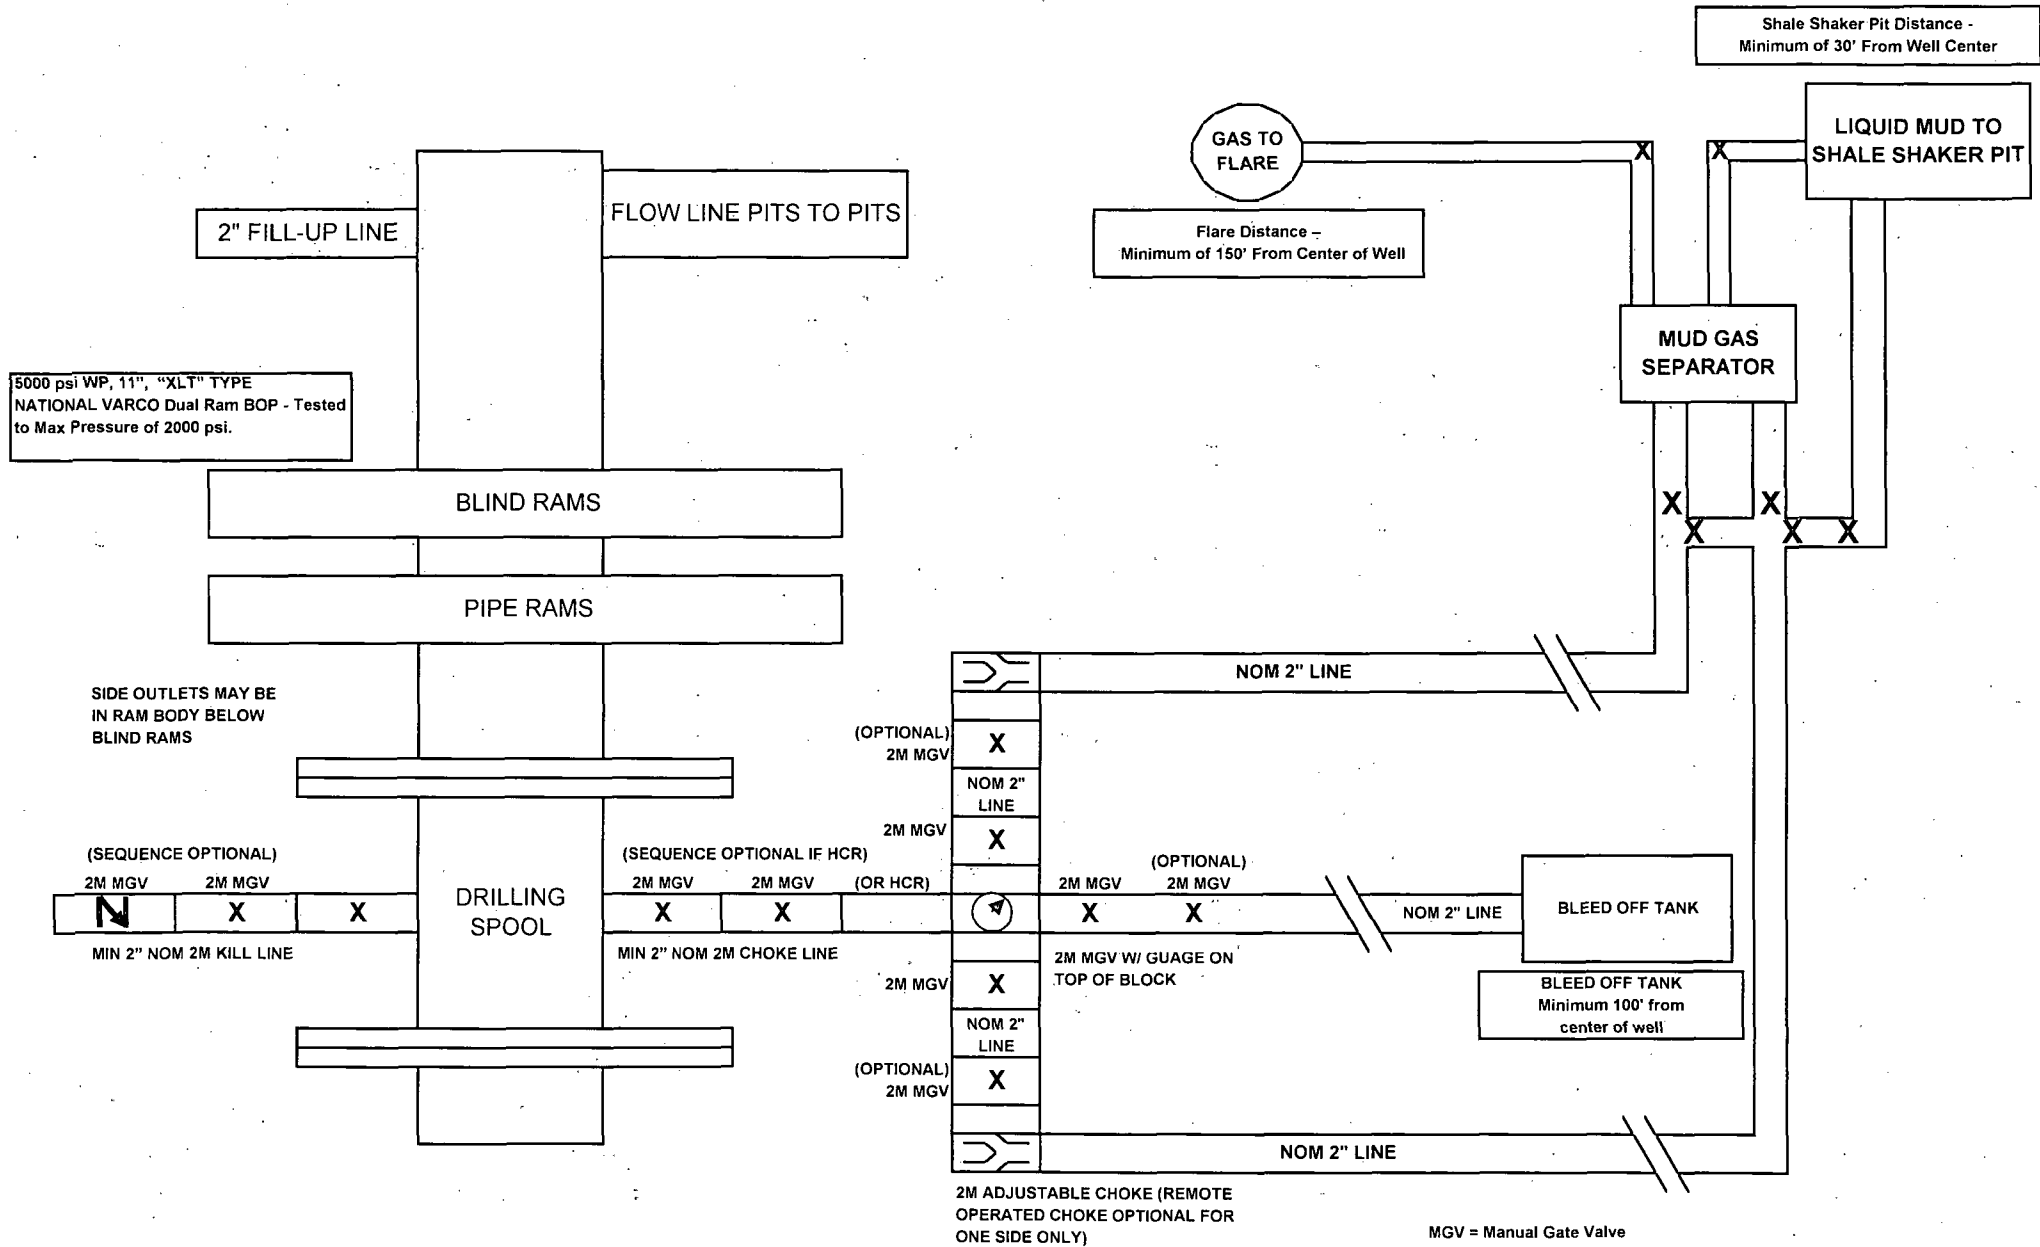 Shale Shaker Pit Distance -
Minimum of 30' From Well Center
LIQUID MUD TO
SHALE SHAKER PIT
GAS TO
FLARE
Flare Distance –
Minimum of 150' From Center of Well
FLOW LINE PITS TO PITS
2" FILL-UP LINE
MUD GAS
SEPARATOR
5000 psi WP, 11", "XLT" TYPE
NATIONAL VARCO Dual Ram BOP - Tested
to Max Pressure of 2000 psi.
BLIND RAMS
X X
X X X
X X
PIPE RAMS
SIDE OUTLETS MAY BE
IN RAM BODY BELOW
BLIND RAMS
NOM 2" LINE
(OPTIONAL)
2M MGV
X
NOM 2"
LINE
2M MGV
X
(SEQUENCE OPTIONAL)
2M MGV 2M MGV
X X
MIN 2" NOM 2M KILL LINE
DRILLING
SPOOL
(SEQUENCE OPTIONAL IF HCR)
2M MGV 2M MGV (OR HCR)
X X
MIN 2" NOM 2M CHOKE LINE
(OPTIONAL)
2M MGV 2M MGV
X X
NOM 2" LINE
BLEED OFF TANK
2M MGV W/ GUAGE ON
TOP OF BLOCK
BLEED OFF TANK
Minimum 100' from
center of well
2M MGV
X
NOM 2"
LINE
(OPTIONAL)
2M MGV
X
NOM 2" LINE
2M ADJUSTABLE CHOKE (REMOTE
OPERATED CHOKE OPTIONAL FOR
ONE SIDE ONLY)
MGV = Manual Gate Valve